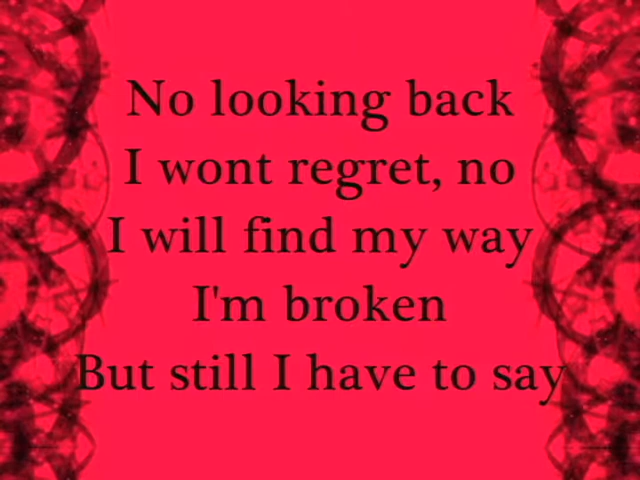 No looking back
I wont regret, no
I will find my way
I'm broken
But still I have to say